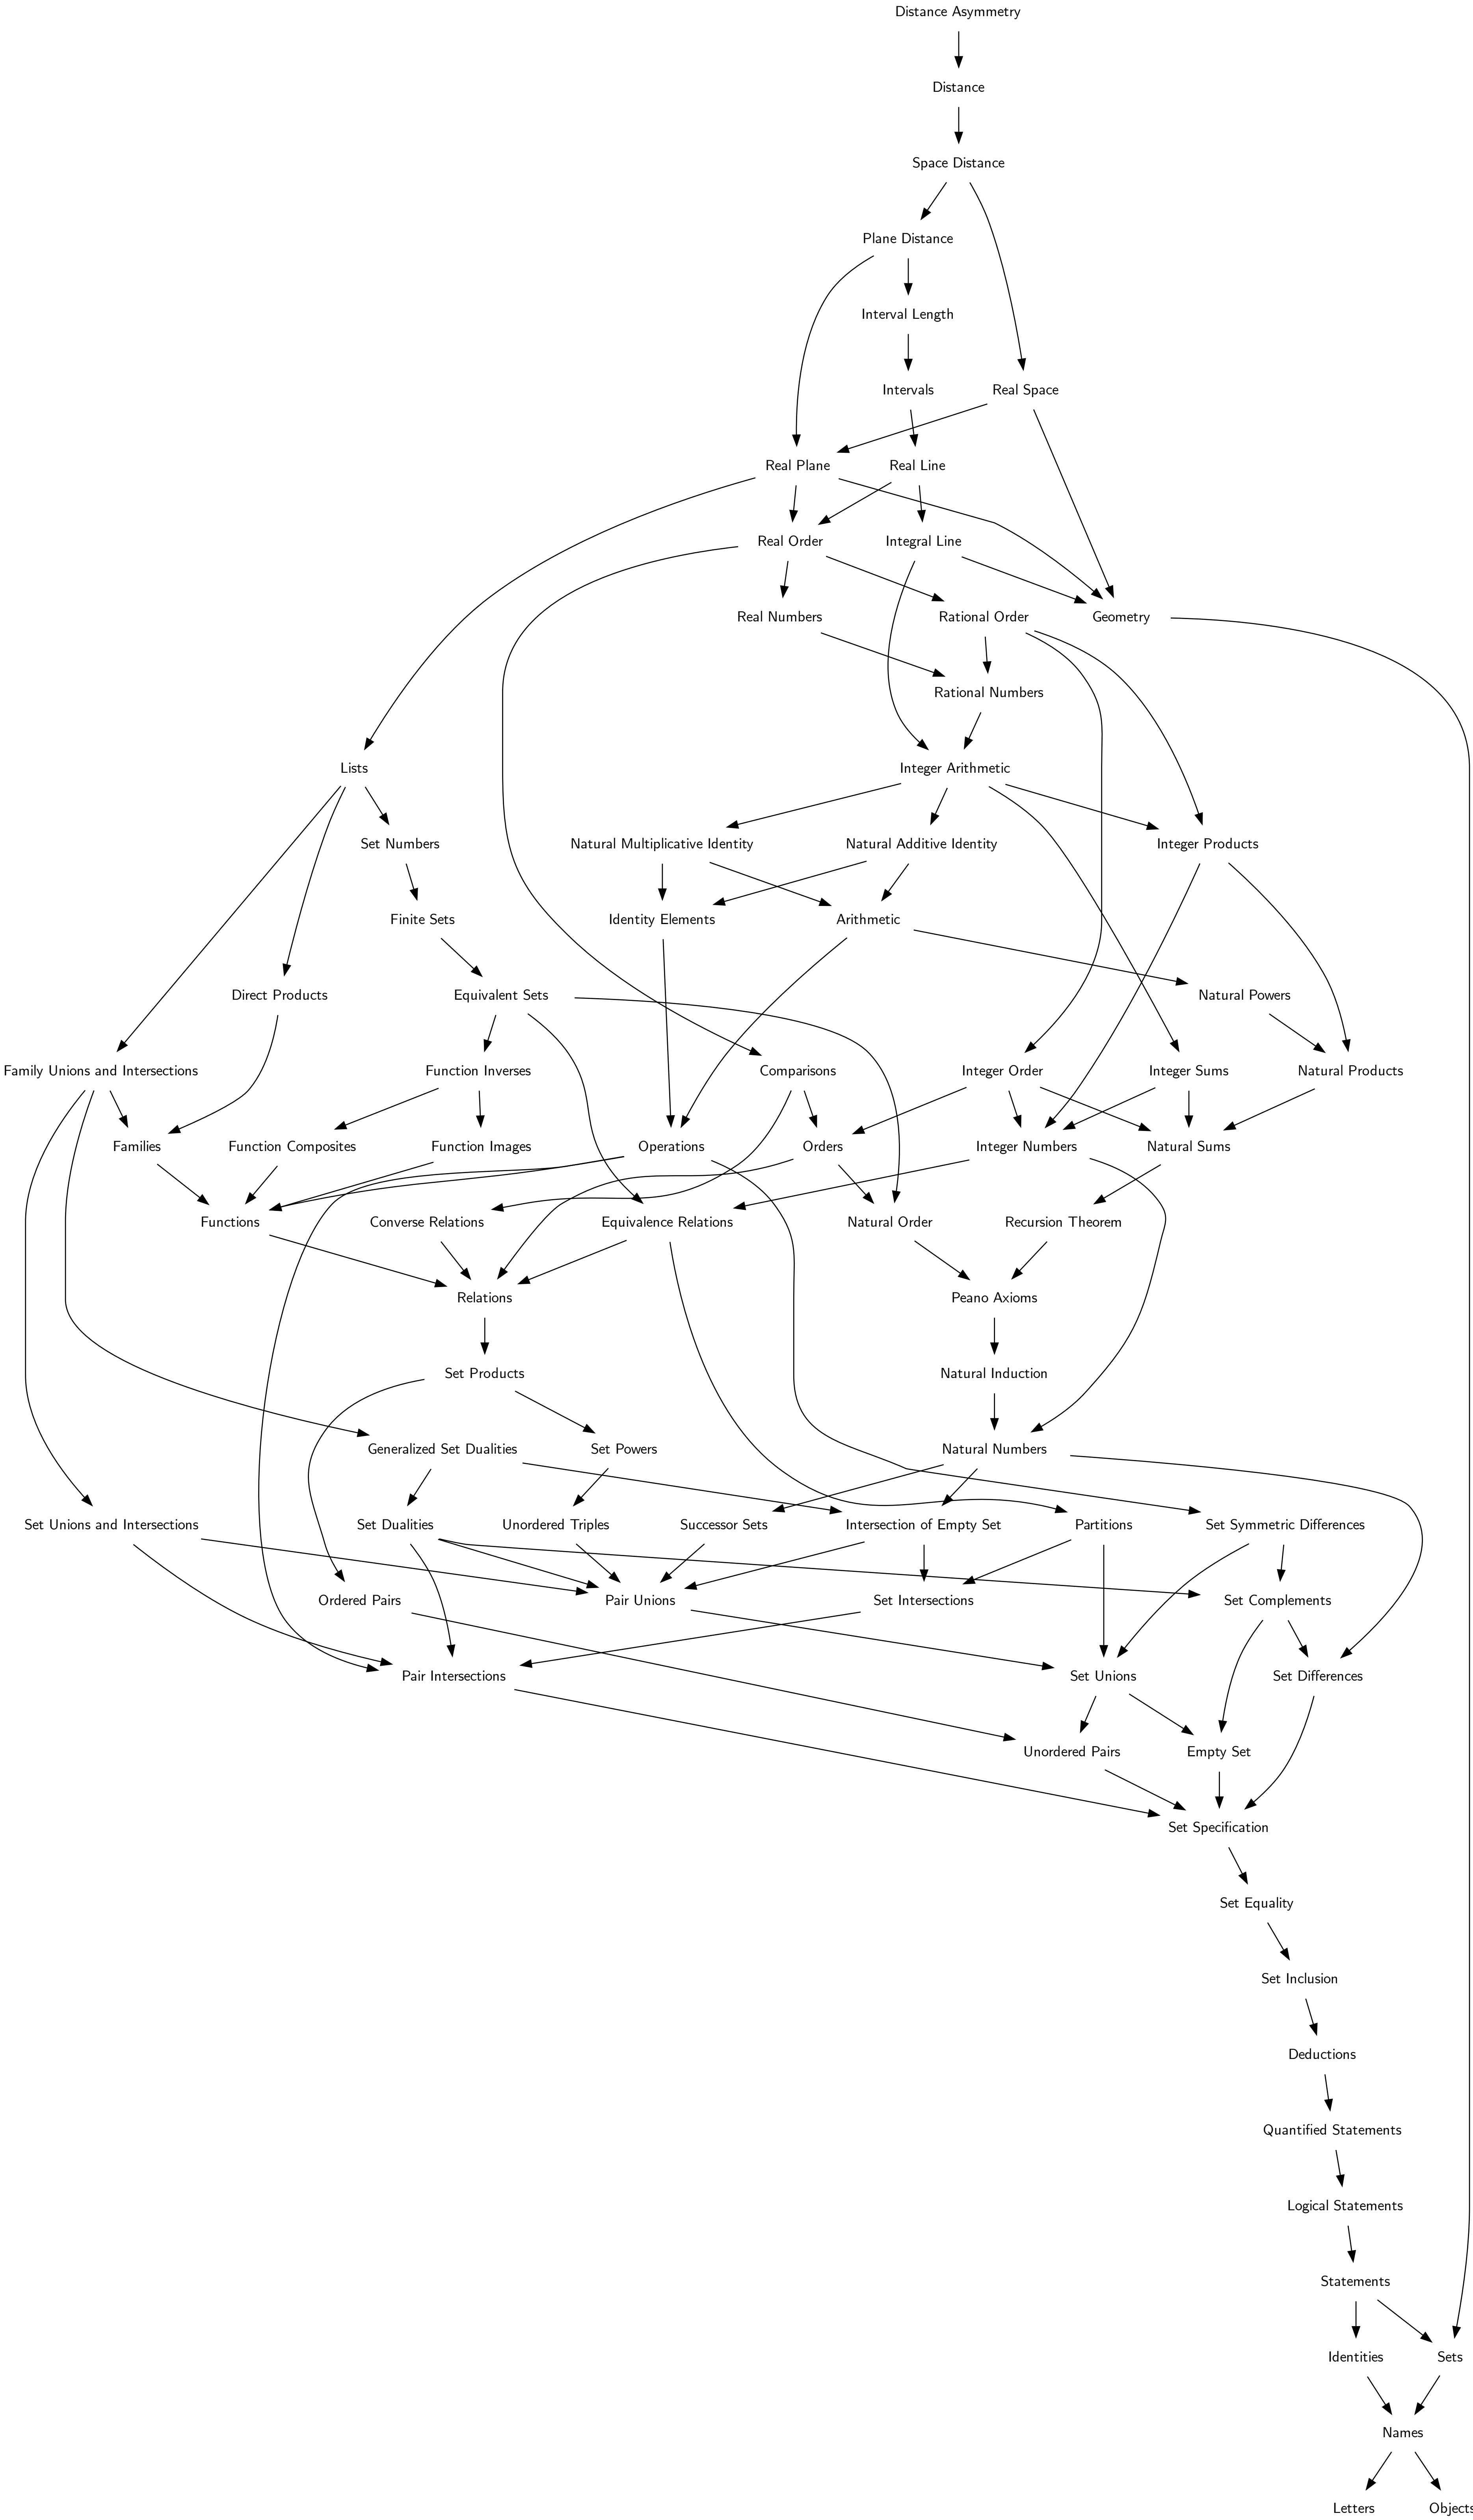 Distance Asymmetry
Distance
Space Distance
Plane Distance
Interval Length
Intervals
Real Space
Real Plane
Real Line
Real Order
Integral Line
Real Numbers
Rational Order
Geometry
Rational Numbers
Lists
Integer Arithmetic
Set Numbers
Natural Multiplicative Identity
Natural Additive Identity
Integer Products
Finite Sets
Identity Elements
Arithmetic
Direct Products
Equivalent Sets
Natural Powers
Family Unions and Intersections
Function Inverses
Comparisons
Integer Order
Integer Sums
Natural Products
Families
Function Composites
Function Images
Operations
Orders
Integer Numbers
Natural Sums
Functions
Converse Relations
Equivalence Relations
Natural Order
Recursion Theorem
Relations
Peano Axioms
Set Products
Natural Induction
Generalized Set Dualities
Set Powers
Natural Numbers
Set Unions and Intersections
Set Dualities
Unordered Triples
Successor Sets
Intersection of Empty Set
Partitions
Set Symmetric Differences
Ordered Pairs
Pair Unions
Set Intersections
Set Complements
Pair Intersections
Set Unions
Set Differences
Unordered Pairs
Empty Set
Set Specification
Set Equality
Set Inclusion
Deductions
Quantified Statements
Logical Statements
Statements
Identities
Sets
Names
Letters
Objects